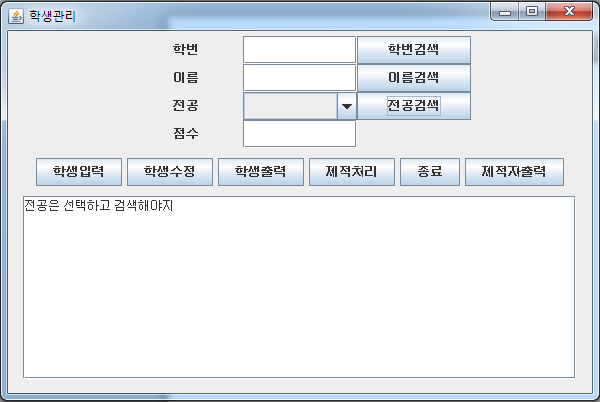 학생관리
학번 학번검색
이름 이름검색
전공 전공검색
점수
학생입력 학생수정 학생출력 제적처리 종료 제적자출력
전공은 선택하고 검색해야지